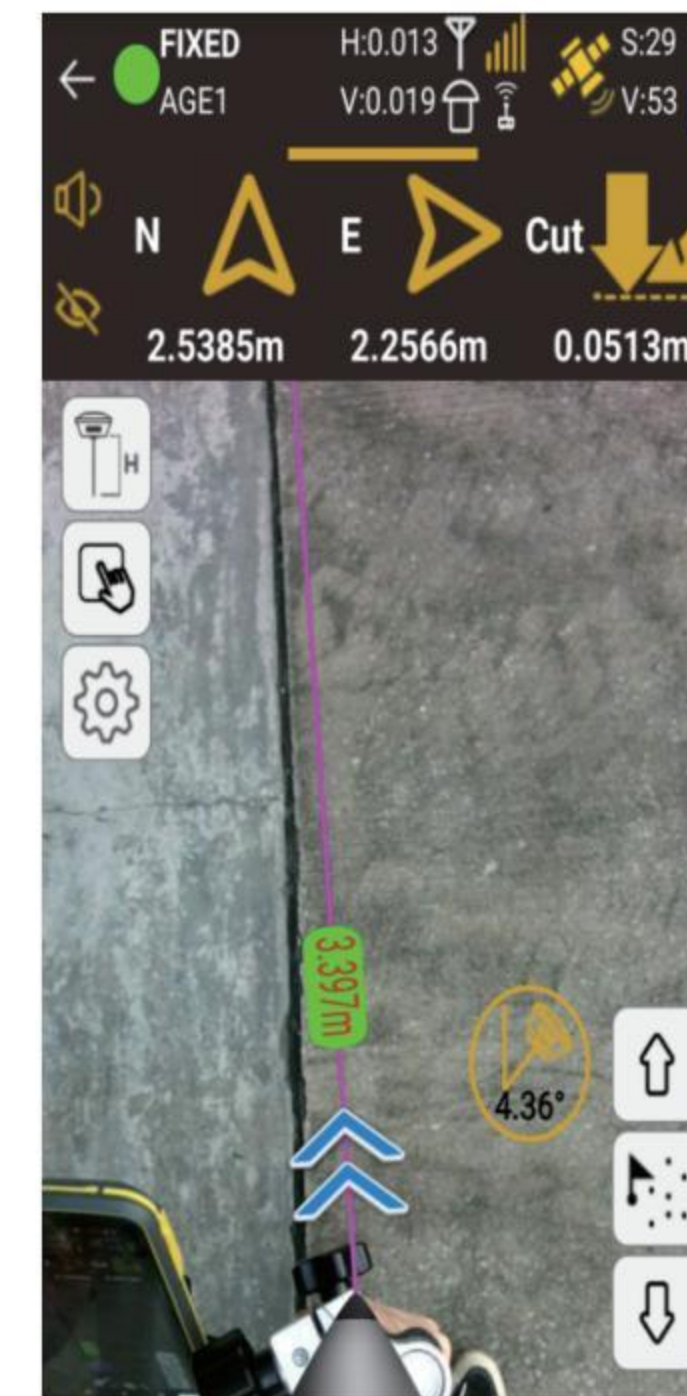 FIXED
H:0.013
S:29
AGE1
V:0.019
V:53
N
E
Cut
2.5385m
2.2566m
0.0513m
H
3.397m
4.36°